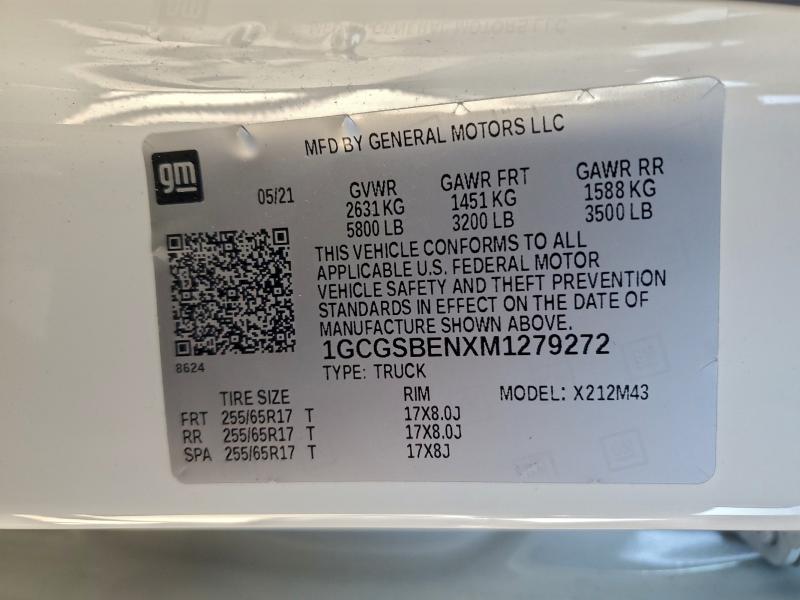 MFD BY GENERAL MOTORS LLC
gm
05/21
GVWR GAWR FRT GAWR RR
2631 KG 1451 KG 1588 KG
5800 LB 3200 LB 3500 LB
THIS VEHICLE CONFORMS TO ALL
APPLICABLE U.S. FEDERAL MOTOR
VEHICLE SAFETY AND THEFT PREVENTION
STANDARDS IN EFFECT ON THE DATE OF
MANUFACTURE SHOWN ABOVE.
1GCGSBENXM1279272
8624
TYPE: TRUCK
TIRE SIZE RIM MODEL: X212M43
FRT 255/65R17 T 17X8.0J
RR 255/65R17 T 17X8.0J
SPA 255/65R17 T 17X8J